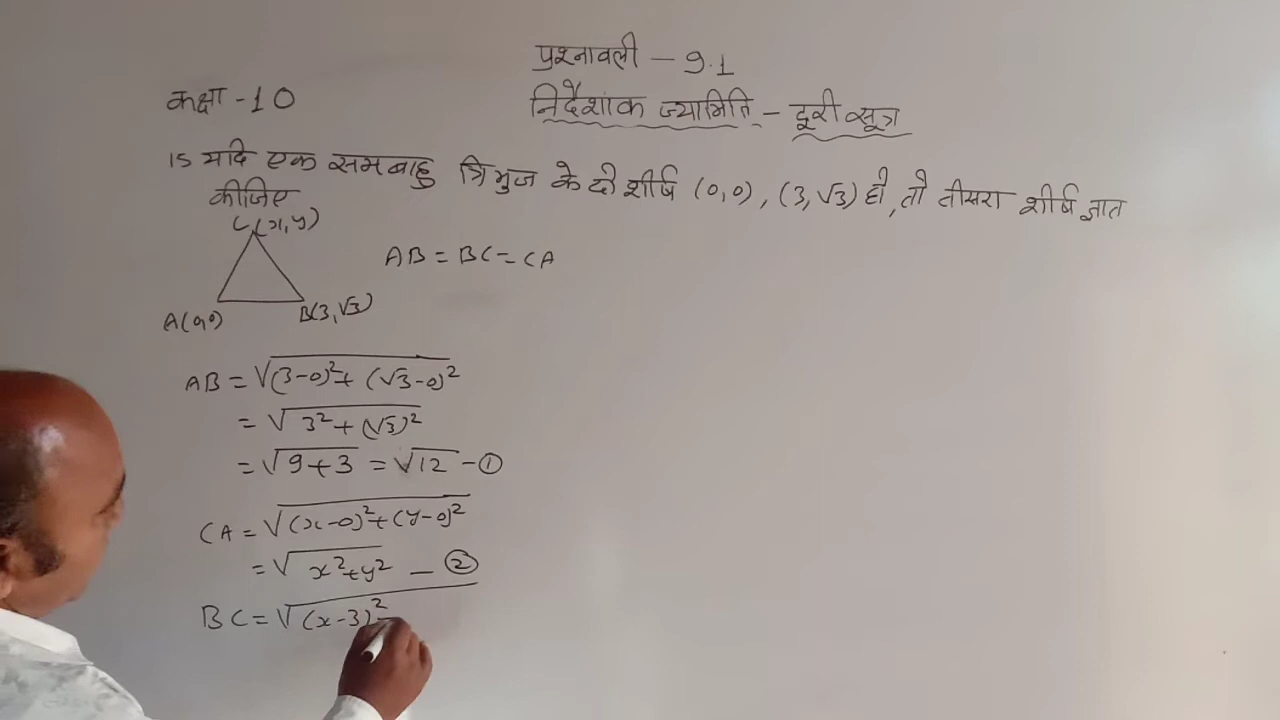 प्रश्नावली - 9.1
कक्षा -10
निर्देशांक ज्यामिति - दूरी सूत्र
15 यदि एक समबाहु त्रिभुज के दो शीर्ष (0,0), (3,√3) हो, तो तीसरा शीर्ष ज्ञात
कीजिए
C(x,y)
AB = BC = CA
A(0,0) B(3,√3)
AB = √(3-0)²+(√3-0)²
= √3²+(√3)²
= √9+3 = √12 -①
CA = √(x-0)²+(y-0)²
= √x²+y² - ②
BC = √(x-3)²